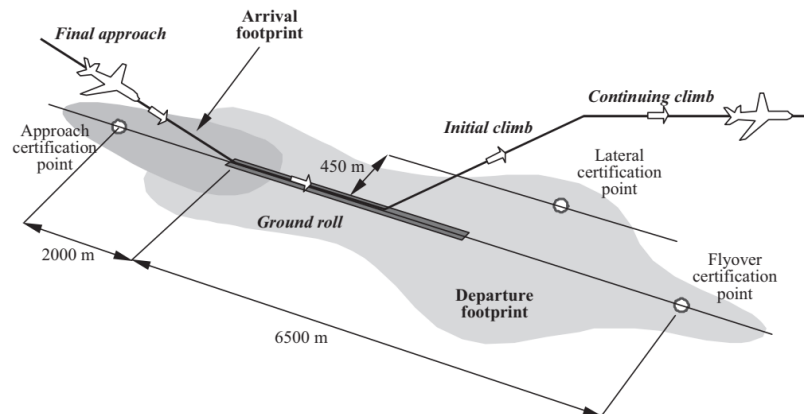 Final approach
Arrival
footprint
Approach
certification
point
Continuing climb
Initial climb
450 m
Lateral
certification
point
Ground roll
2000 m
Flyover
certification
point
Departure
footprint
6500 m